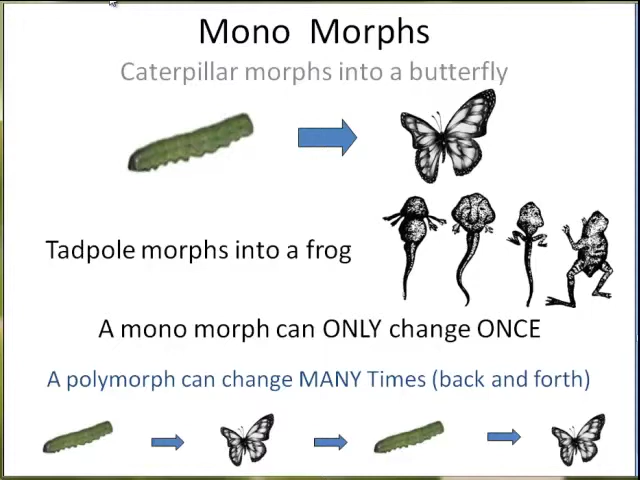 Mono Morphs
Caterpillar morphs into a butterfly
Tadpole morphs into a frog
A mono morph can ONLY change ONCE
A polymorph can change MANY Times (back and forth)